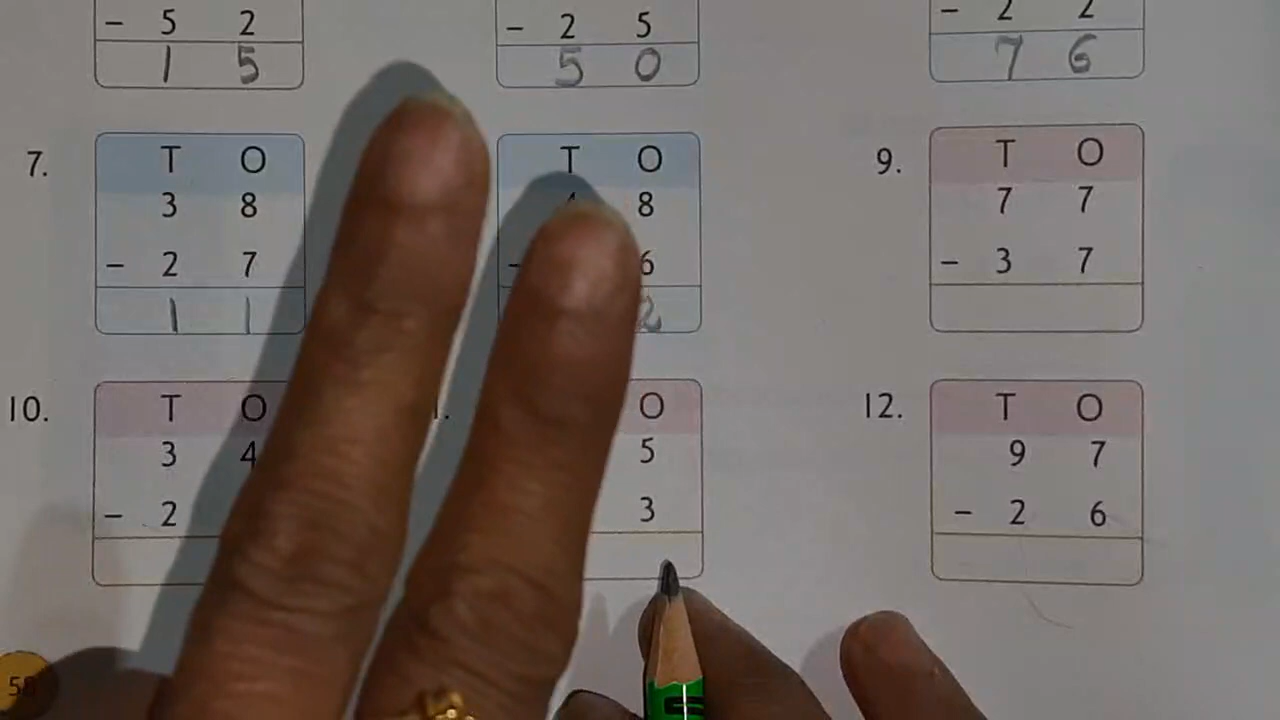 - 5 2
1 5
- 2 5
5 0
- 2 2
7 6
7.
T O
3 8
- 2 7
1 1
T O
8
- 6
2
9.
T O
7 7
- 3 7
10.
T O
3 4
- 2
O
5
3
12.
T O
9 7
- 2 6